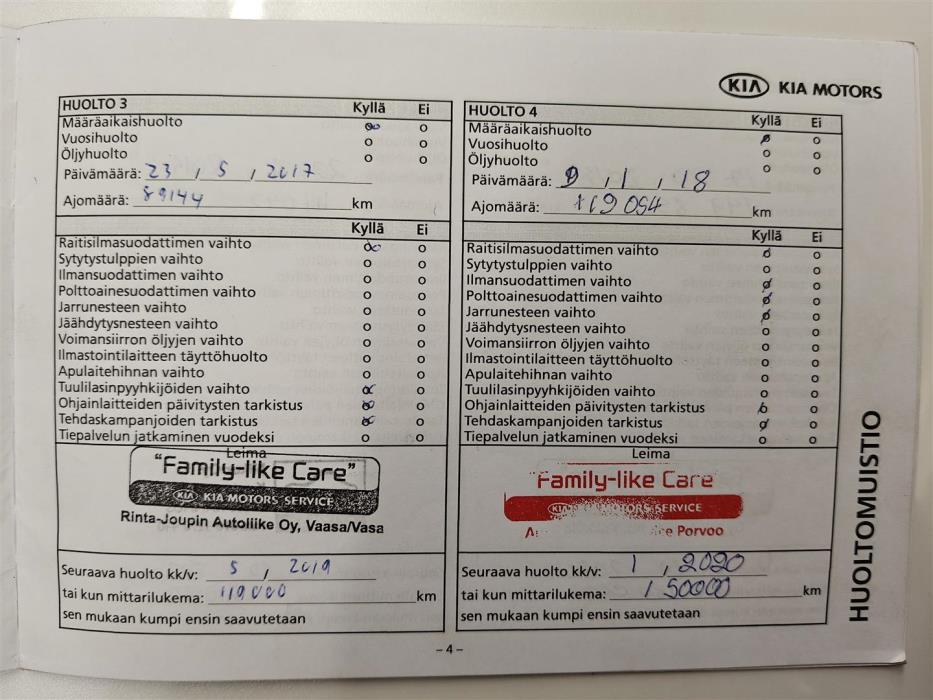 KIA KIA MOTORS
HUOLTO 3 Kyllä Ei
Määräaikaishuolto o o
Vuosihuolto o o
Öljyhuolto o o
Päivämäärä: 23 , 5 , 2017
Ajomäärä: 89144 km
Kyllä Ei
Raitisilmasuodattimen vaihto o o
Sytytystulppien vaihto o o
Ilmansuodattimen vaihto o o
Polttoainesuodattimen vaihto o o
Jarrunesteen vaihto o o
Jäähdytysnesteen vaihto o o
Voimansiirron öljyjen vaihto o o
Ilmastointilaitteen täyttöhuolto o o
Apulaitehihnan vaihto o o
Tuulilasinpyyhkijöiden vaihto o o
Ohjainlaitteiden päivitysten tarkistus o o
Tehdaskampanjoiden tarkistus o o
Tiepalvelun jatkaminen vuodeksi o o
Leima
"Family-like Care"
KIA KIA MOTORS SERVICE
Rinta-Joupin Autoliike Oy, Vaasa/Vasa
Seuraava huolto kk/v: 5 , 2019
tai kun mittarilukema: 119000 km
sen mukaan kumpi ensin saavutetaan
HUOLTO 4 Kyllä Ei
Määräaikaishuolto o o
Vuosihuolto o o
Öljyhuolto o o
Päivämäärä: 9 , 1 , 18
Ajomäärä: 119 054 km
Kyllä Ei
Raitisilmasuodattimen vaihto o o
Sytytystulppien vaihto o o
Ilmansuodattimen vaihto o o
Polttoainesuodattimen vaihto o o
Jarrunesteen vaihto o o
Jäähdytysnesteen vaihto o o
Voimansiirron öljyjen vaihto o o
Ilmastointilaitteen täyttöhuolto o o
Apulaitehihnan vaihto o o
Tuulilasinpyyhkijöiden vaihto o o
Ohjainlaitteiden päivitysten tarkistus o o
Tehdaskampanjoiden tarkistus o o
Tiepalvelun jatkaminen vuodeksi o o
Leima
"Family-like Care
KIA MOTORS SERVICE
Porvoo
Seuraava huolto kk/v: 1 , 2020
tai kun mittarilukema: 150000 km
sen mukaan kumpi ensin saavutetaan
HUOLTOMUISTIO
– 4 –